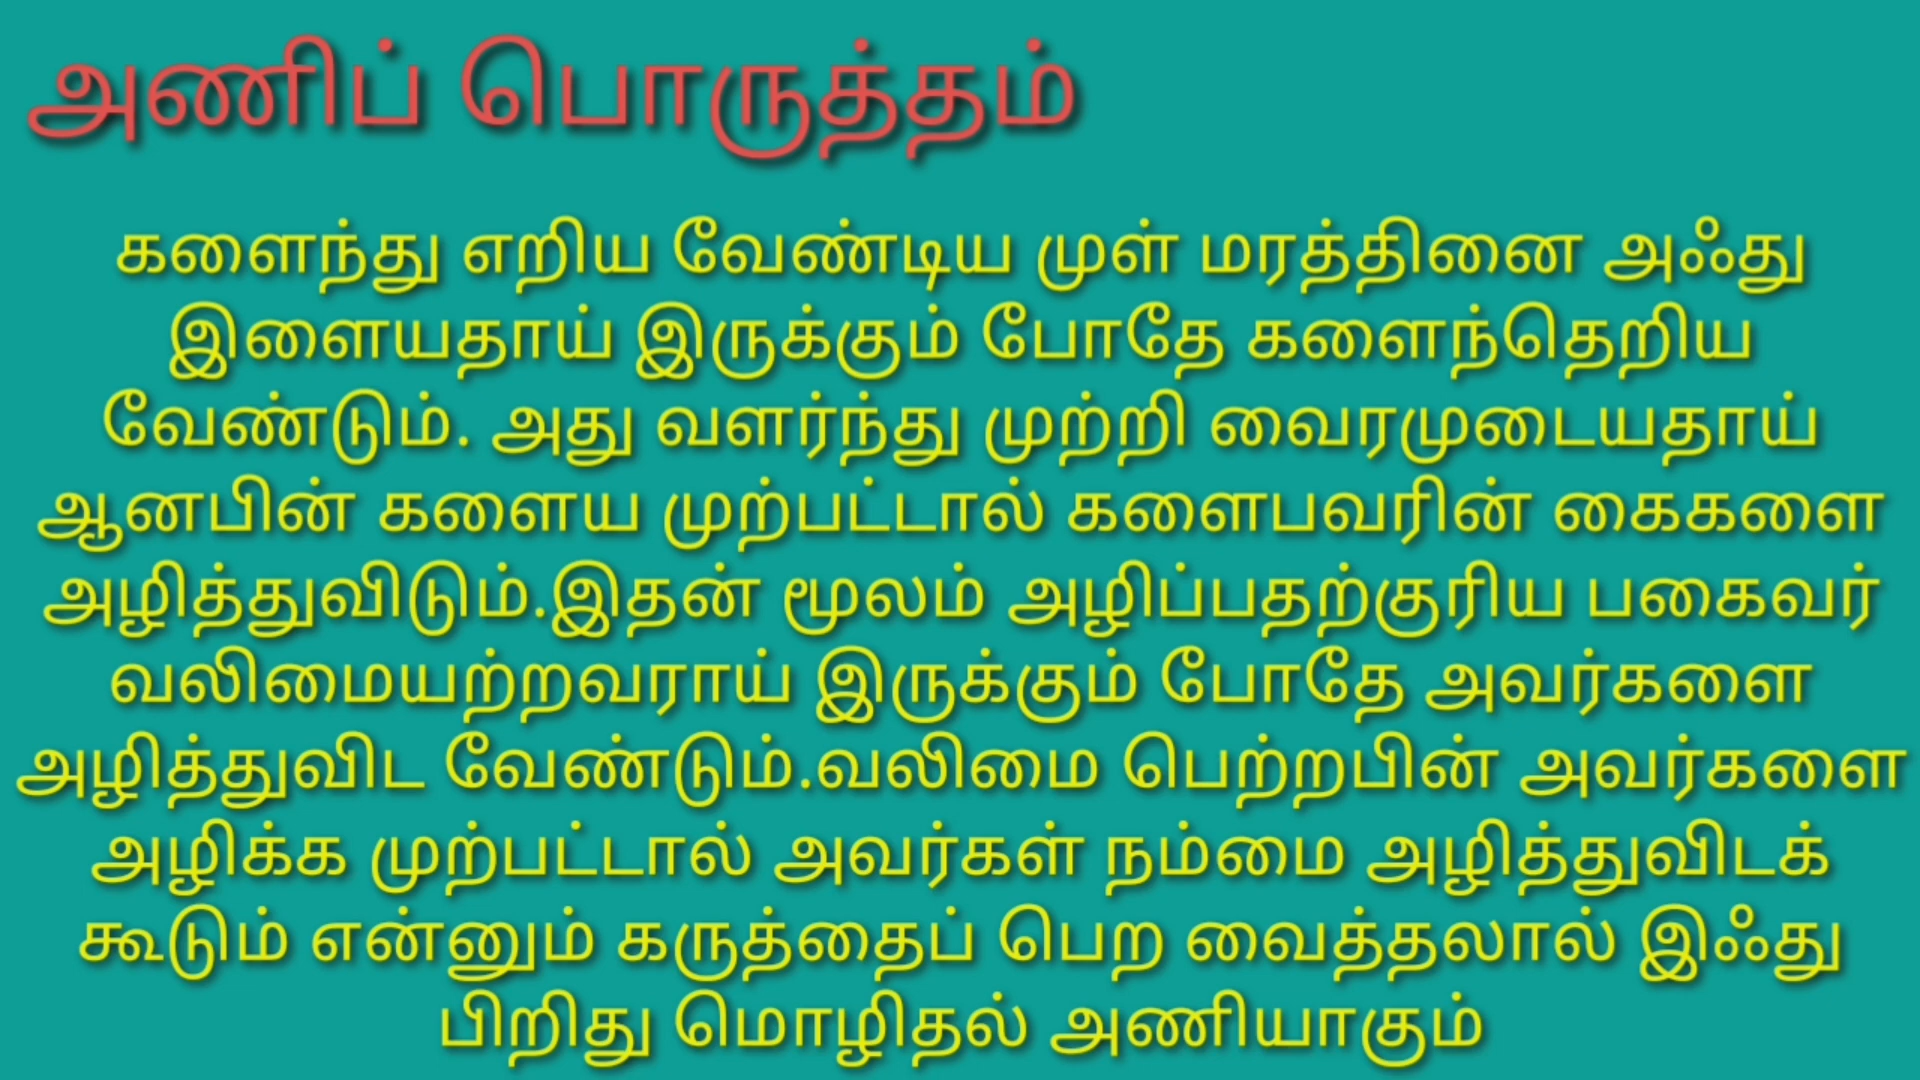 அணிப் பொருத்தம்
களைந்து எறிய வேண்டிய முள் மரத்தினை அஃது
இளையதாய் இருக்கும் போதே களைந்தெறிய
வேண்டும். அது வளர்ந்து முற்றி வைரமுடையதாய்
ஆனபின் களைய முற்பட்டால் களைபவரின் கைகளை
அழித்துவிடும்.இதன் மூலம் அழிப்பதற்குரிய பகைவர்
வலிமையற்றவராய் இருக்கும் போதே அவர்களை
அழித்துவிட வேண்டும்.வலிமை பெற்றபின் அவர்களை
அழிக்க முற்பட்டால் அவர்கள் நம்மை அழித்துவிடக்
கூடும் என்னும் கருத்தைப் பெற வைத்தலால் இஃது
பிறிது மொழிதல் அணியாகும்